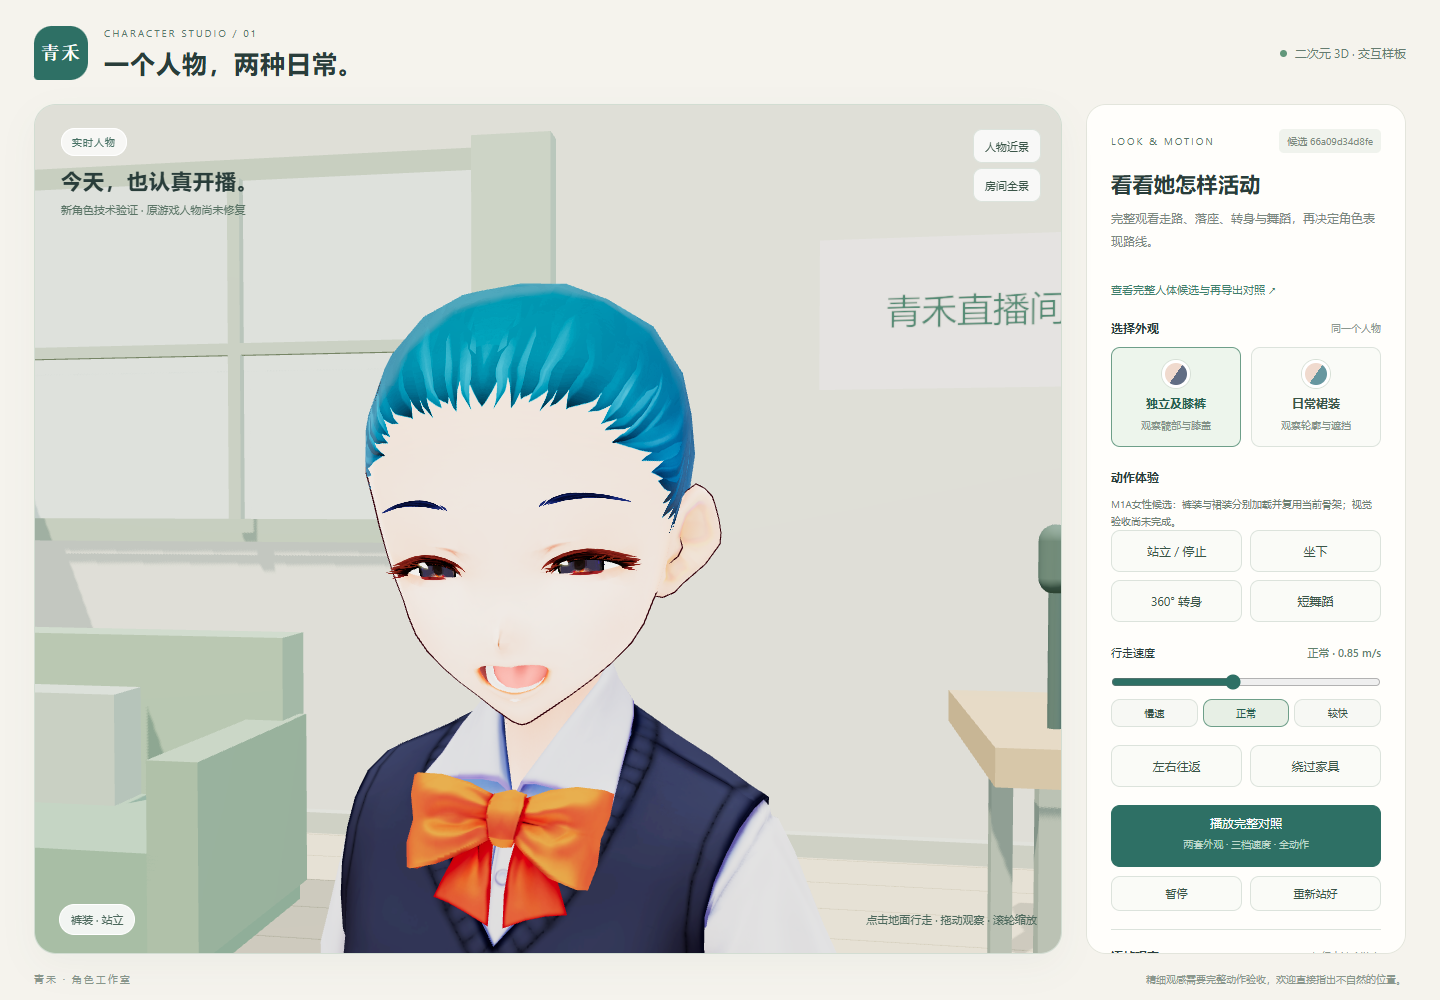 青禾
CHARACTER STUDIO / 01
一个人物，两种日常。
二次元 3D · 交互样板
实时人物
今天，也认真开播。
新角色技术验证 · 原游戏人物尚未修复
人物近景
房间全景
青禾直播间
裤装 · 站立
点击地面行走 · 拖动观察 · 滚轮缩放
LOOK & MOTION
候选 66a09d34d8fe
看看她怎样活动
完整观看走路、落座、转身与舞蹈，再决定角色表
现路线。
查看完整人体候选与再导出对照 ↗
选择外观
同一个人物
独立及膝裤
观察髋部与膝盖
日常裙装
观察轮廓与遮挡
动作体验
M1A女性候选：裤装与裙装分别加载并复用当前骨架；视觉
验收尚未完成。
站立 / 停止
坐下
360° 转身
短舞蹈
行走速度
正常 · 0.85 m/s
慢速
正常
较快
左右往返
绕过家具
播放完整对照
两套外观 · 三档速度 · 全动作
暂停
重新站好
青禾 · 角色工作室
精细观感需要完整动作验收，欢迎直接指出不自然的位置。